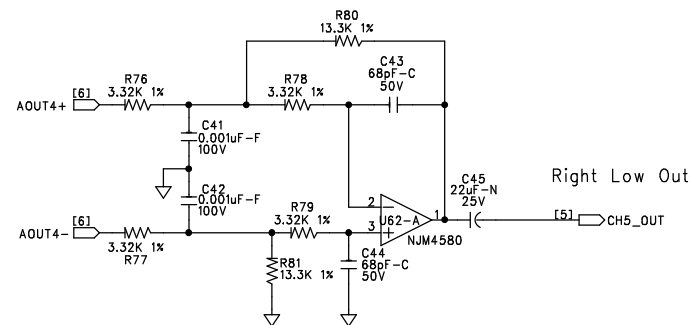 R80
13.3K 1%
C43
68pF-C
50V
R76
3.32K 1%
R78
3.32K 1%
[6]
AOUT4+
C41
0.001uF-F
100V
C42
0.001uF-F
100V
C45
22uF-N
25V
Right Low Out
R79
3.32K 1%
2
U62-A
1
3
NJM4580
[5]
CH5_OUT
[6]
AOUT4-
3.32K 1%
R77
R81
13.3K 1%
C44
68pF-C
50V